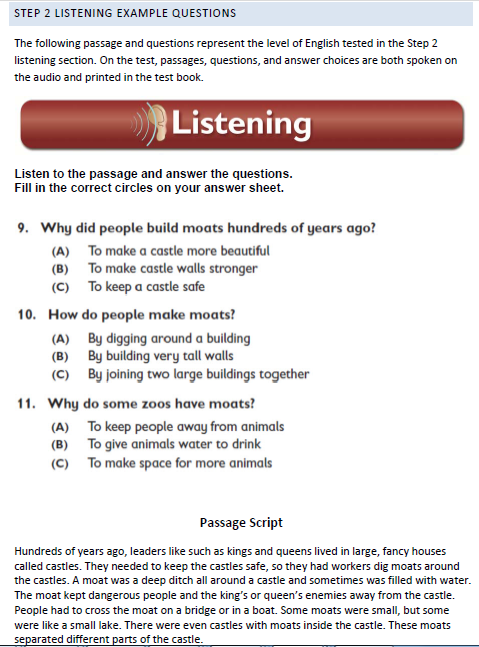 STEP 2 LISTENING EXAMPLE QUESTIONS
The following passage and questions represent the level of English tested in the Step 2
listening section. On the test, passages, questions, and answer choices are both spoken on
the audio and printed in the test book.
Listening
Listen to the passage and answer the questions.
Fill in the correct circles on your answer sheet.
9. Why did people build moats hundreds of years ago?
(A) To make a castle more beautiful
(B) To make castle walls stronger
(C) To keep a castle safe
10. How do people make moats?
(A) By digging around a building
(B) By building very tall walls
(C) By joining two large buildings together
11. Why do some zoos have moats?
(A) To keep people away from animals
(B) To give animals water to drink
(C) To make space for more animals
Passage Script
Hundreds of years ago, leaders like such as kings and queens lived in large, fancy houses
called castles. They needed to keep the castles safe, so they had workers dig moats around
the castles. A moat was a deep ditch all around a castle and sometimes was filled with water.
The moat kept dangerous people and the king's or queen's enemies away from the castle.
People had to cross the moat on a bridge or in a boat. Some moats were small, but some
were like a small lake. There were even castles with moats inside the castle. These moats
separated different parts of the castle.